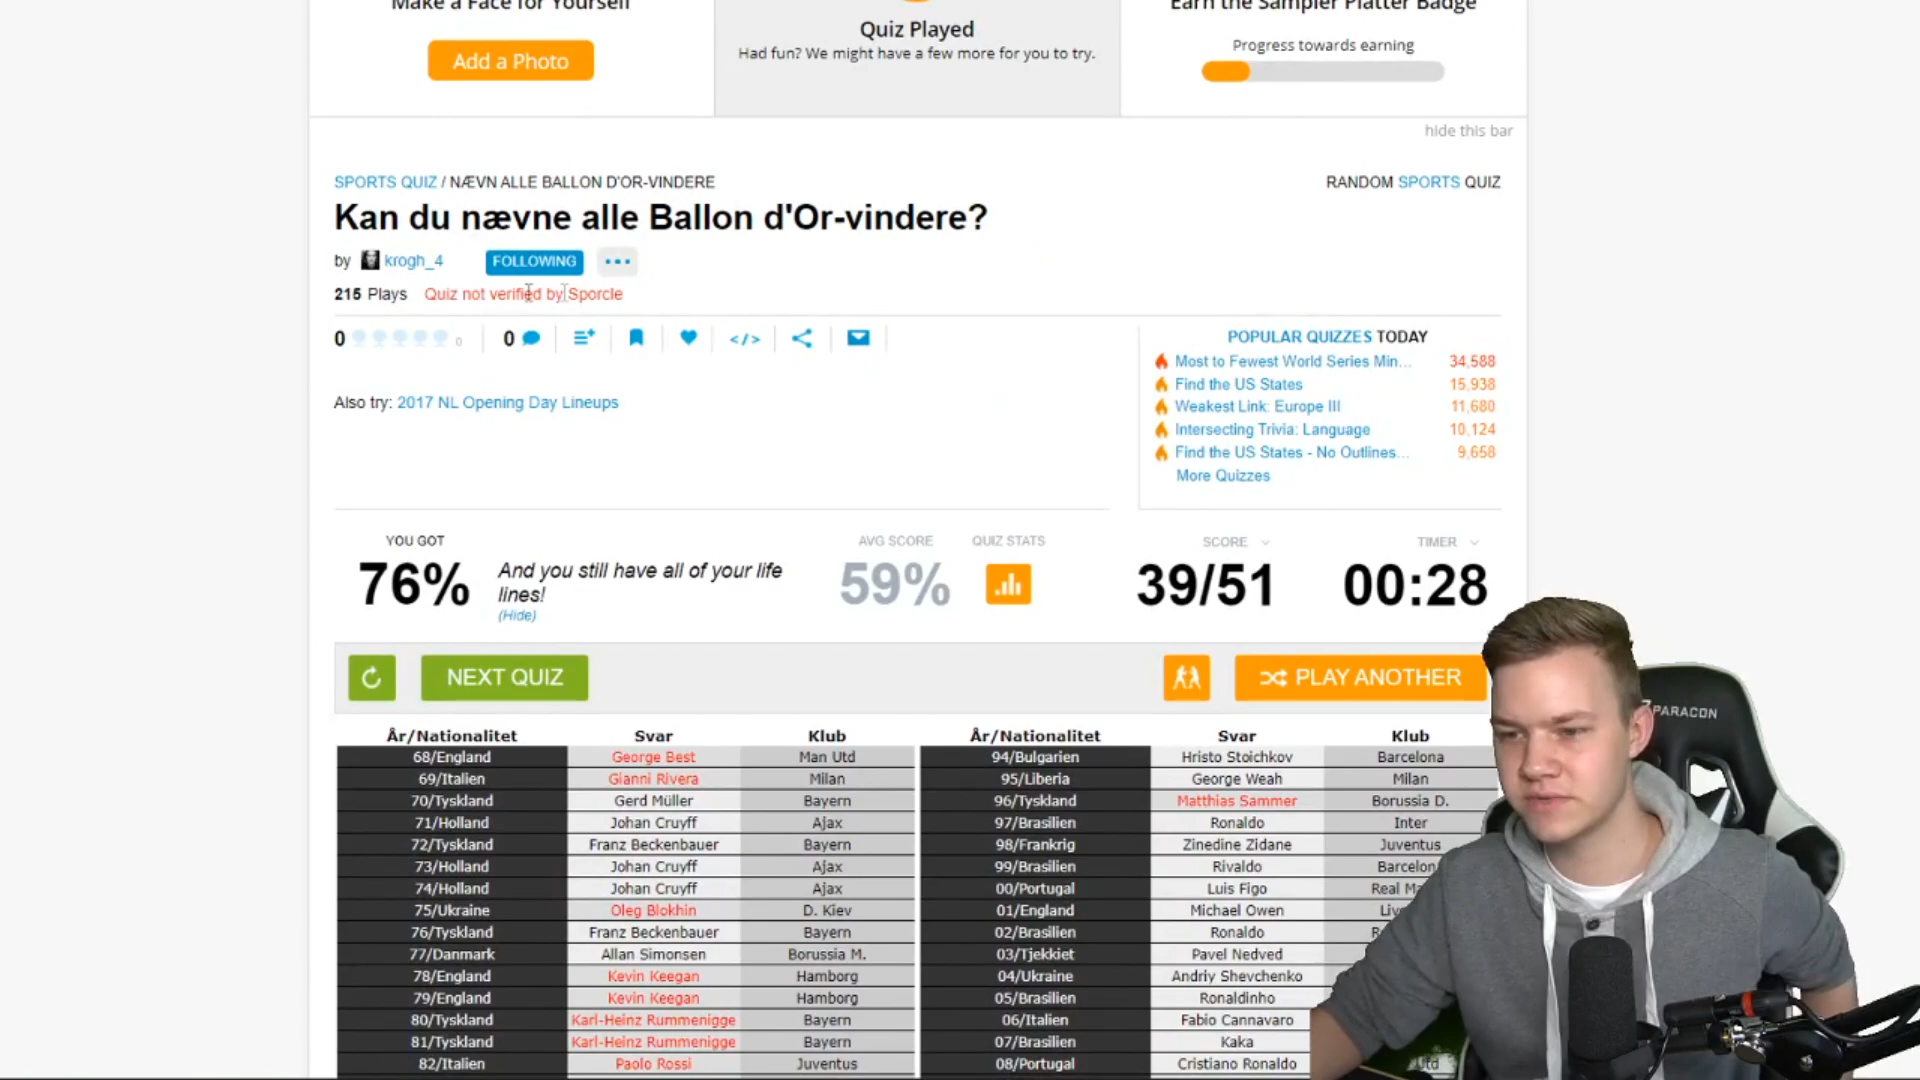 Make a Face for Yourself
Earn the Sampler Platter Badge
Quiz Played
Had fun? We might have a few more for you to try.
Progress towards earning
Add a Photo
hide this bar
SPORTS QUIZ / NÆVN ALLE BALLON D'OR-VINDERE
RANDOM SPORTS QUIZ
Kan du nævne alle Ballon d'Or-vindere?
by krogh_4 FOLLOWING
215 Plays Quiz not verified by Sporcle
0 0 0 </>
POPULAR QUIZZES TODAY
Most to Fewest World Series Min... 34,588
Find the US States 15,938
Weakest Link: Europe III 11,680
Intersecting Trivia: Language 10,124
Find the US States - No Outlines... 9,658
More Quizzes
Also try: 2017 NL Opening Day Lineups
YOU GOT AVG SCORE QUIZ STATS SCORE TIMER
76% And you still have all of your life
lines!
(Hide)
59% 39/51 00:28
NEXT QUIZ PLAY ANOTHER
År/Nationalitet Svar Klub År/Nationalitet Svar Klub
68/England George Best Man Utd 94/Bulgarien Hristo Stoichkov Barcelona
69/Italien Gianni Rivera Milan 95/Liberia George Weah Milan
70/Tyskland Gerd Müller Bayern 96/Tyskland Matthias Sammer Borussia D.
71/Holland Johan Cruyff Ajax 97/Brasilien Ronaldo Inter
72/Tyskland Franz Beckenbauer Bayern 98/Frankrig Zinedine Zidane Juventus
73/Holland Johan Cruyff Ajax 99/Brasilien Rivaldo Barcelon
74/Holland Johan Cruyff Ajax 00/Portugal Luis Figo Real M
75/Ukraine Oleg Blokhin D. Kiev 01/England Michael Owen Liv
76/Tyskland Franz Beckenbauer Bayern 02/Brasilien Ronaldo R
77/Danmark Allan Simonsen Borussia M. 03/Tjekkiet Pavel Nedved
78/England Kevin Keegan Hamborg 04/Ukraine Andriy Shevchenko
79/England Kevin Keegan Hamborg 05/Brasilien Ronaldinho
80/Tyskland Karl-Heinz Rummenigge Bayern 06/Italien Fabio Cannavaro
81/Tyskland Karl-Heinz Rummenigge Bayern 07/Brasilien Kaka
82/Italien Paolo Rossi Juventus 08/Portugal Cristiano Ronaldo Utd
PARACON